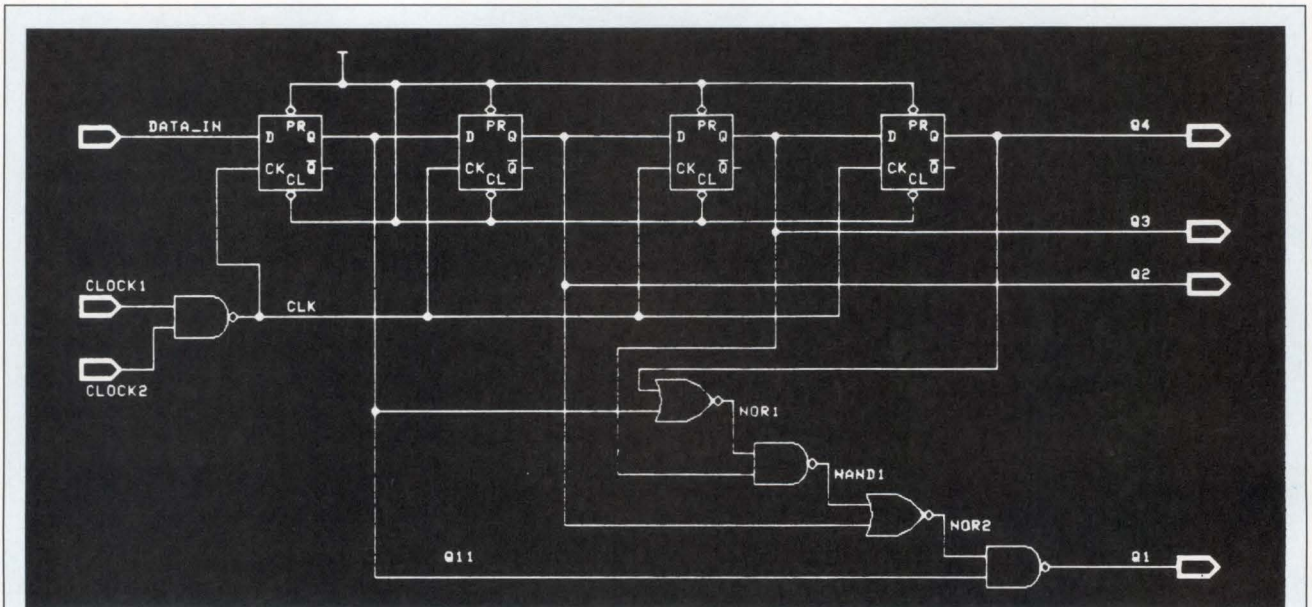 DATA_IN
D PR Q
CK CL Q̅
D PR Q
CK CL Q̅
D PR Q
CK CL Q̅
D PR Q
CK CL Q̅
Q4
Q3
Q2
CLOCK1
CLK
CLOCK2
NOR1
NAND1
NOR2
Q11
Q1